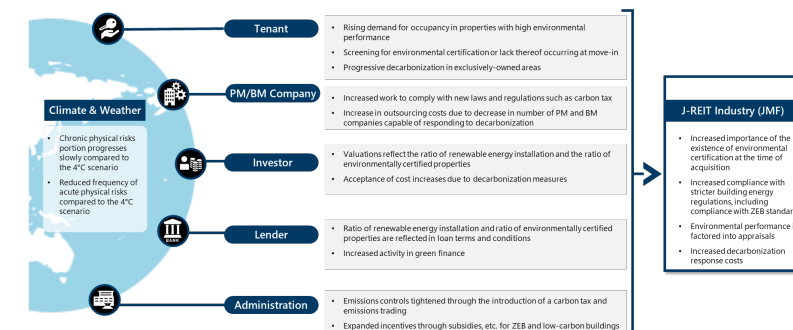 Tenant
• Rising demand for occupancy in properties with high environmental
performance
• Screening for environmental certification or lack thereof occurring at move-in
• Progressive decarbonization in exclusively-owned areas
PM/BM Company
• Increased work to comply with new laws and regulations such as carbon tax
• Increase in outsourcing costs due to decrease in number of PM and BM
companies capable of responding to decarbonization
Climate & Weather
• Chronic physical risks
portion progresses
slowly compared to
the 4°C scenario
• Reduced frequency of
acute physical risks
compared to the 4°C
scenario
Investor
• Valuations reflect the ratio of renewable energy installation and the ratio of
environmentally certified properties
• Acceptance of cost increases due to decarbonization measures
BANK
Lender
• Ratio of renewable energy installation and ratio of environmentally certified
properties are reflected in loan terms and conditions
• Increased activity in green finance
Administration
• Emissions controls tightened through the introduction of a carbon tax and
emissions trading
• Expanded incentives through subsidies, etc. for ZEB and low-carbon buildings
J-REIT Industry (JMF)
• Increased importance of the
existence of environmental
certification at the time of
acquisition
• Increased compliance with
stricter building energy
regulations, including
compliance with ZEB standar
• Environmental performance
factored into appraisals
• Increased decarbonization
response costs